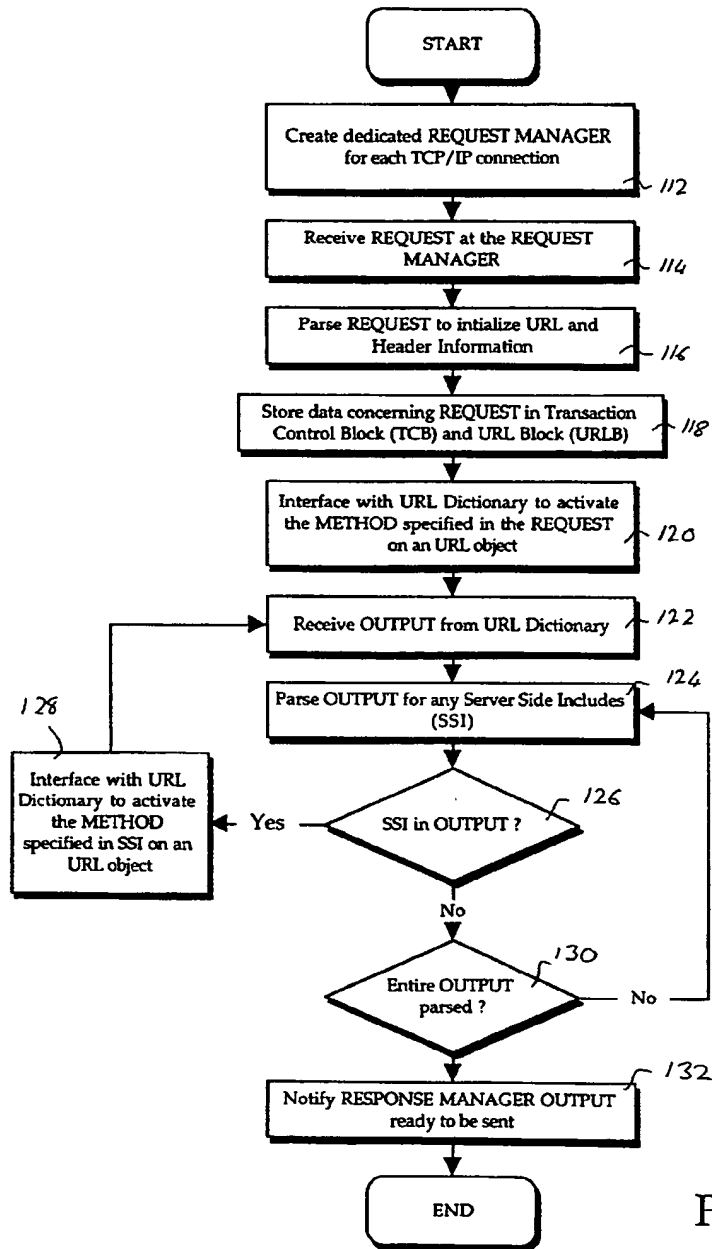 START
Create dedicated REQUEST MANAGER
for each TCP/IP connection
112
Receive REQUEST at the REQUEST
MANAGER
114
Parse REQUEST to intialize URL and
Header Information
116
Store data concerning REQUEST in Transaction
Control Block (TCB) and URL Block (URLB)
118
Interface with URL Dictionary to activate
the METHOD specified in the REQUEST
on an URL object
120
Receive OUTPUT from URL Dictionary
122
Parse OUTPUT for any Server Side Includes
(SSI)
124
128
Interface with URL
Dictionary to activate
the METHOD
specified in SSI on an
URL object
Yes
SSI in OUTPUT ?
126
No
Entire OUTPUT
parsed ?
130
No
Notify RESPONSE MANAGER OUTPUT
ready to be sent
132
END